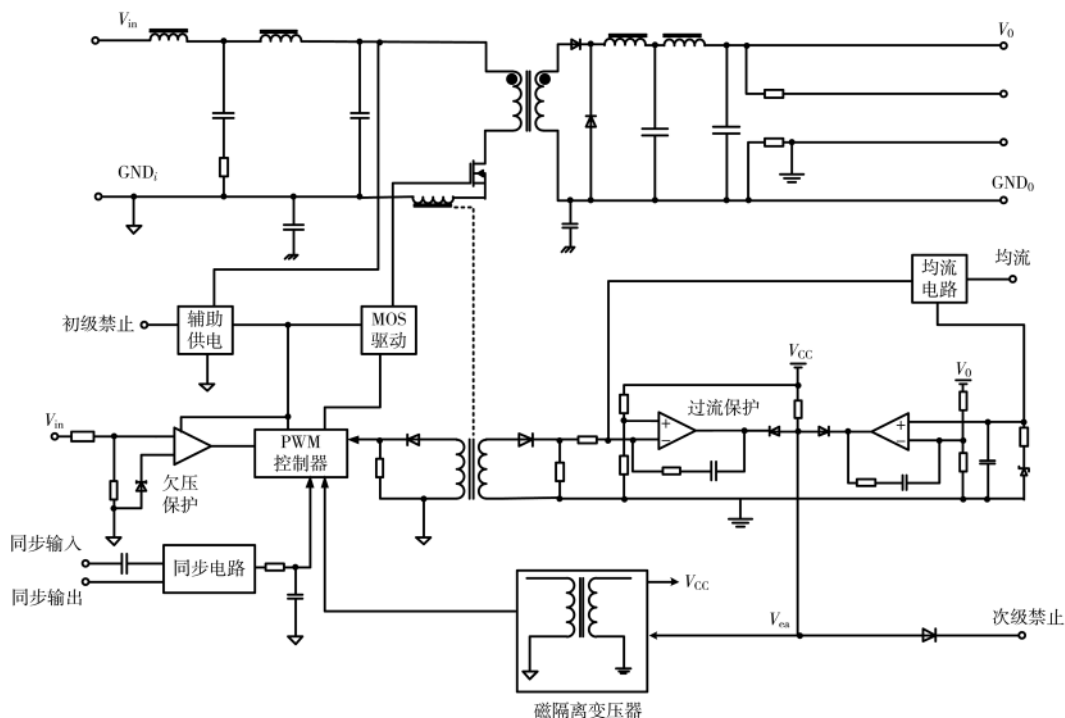 Vin
V0
GNDi
GND0
均流
电路
均流
初级禁止
辅助
供电
MOS
驱动
VCC
V0
过流保护
Vin
+
−
+
−
PWM
控制器
欠压
保护
+
−
同步输入
同步电路
同步输出
VCC
Vea
次级禁止
磁隔离变压器